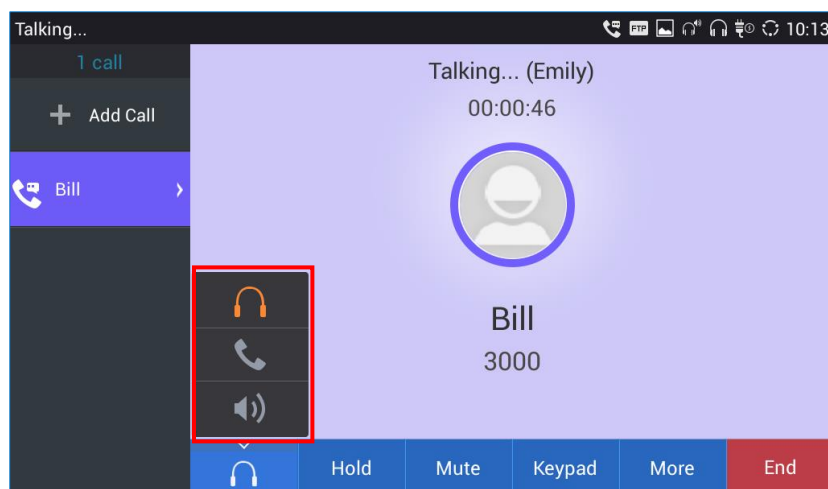 Talking...
FTP
10:13
1 call
Add Call
Bill
Talking... (Emily)
00:00:46
Bill
3000
Hold
Mute
Keypad
More
End